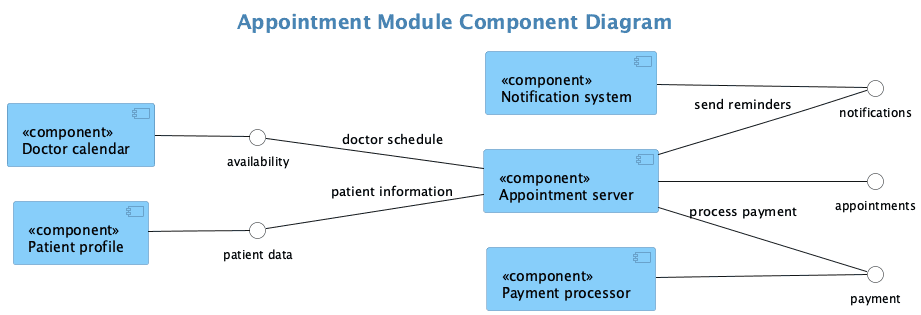 Appointment Module Component Diagram
«component»
Notification system
send reminders
notifications
«component»
Doctor calendar
availability
doctor schedule
«component»
Appointment server
appointments
patient information
process payment
«component»
Patient profile
patient data
«component»
Payment processor
payment